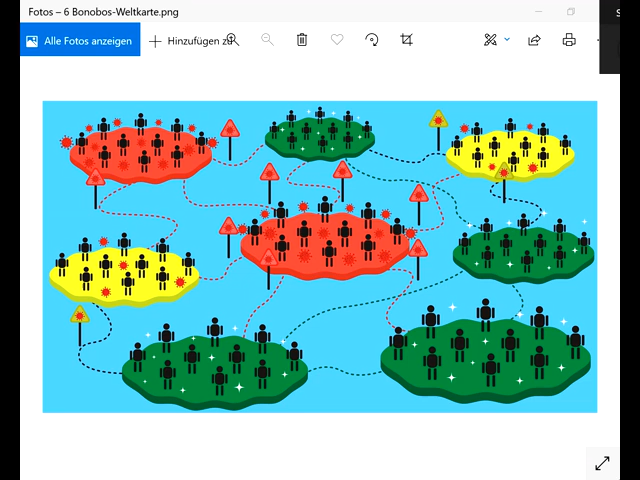 Fotos – 6 Bonobos-Weltkarte.png
Alle Fotos anzeigen
Hinzufügen zu
S